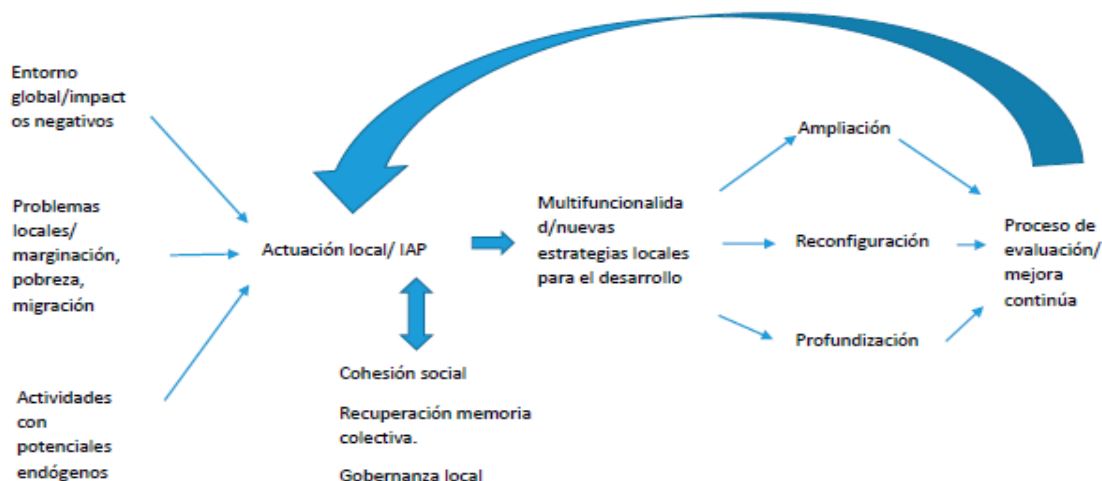 Entorno
global/impact
os negativos
Problemas
locales/
marginación,
pobreza,
migración
Actividades
con
potenciales
endógenos
Actuación local/ IAP
Cohesión social
Recuperación memoria
colectiva.
Gobernanza local
Multifuncionalida
d/nuevas
estrategias locales
para el desarrollo
Ampliación
Reconfiguración
Profundización
Proceso de
evaluación/
mejora
continúa